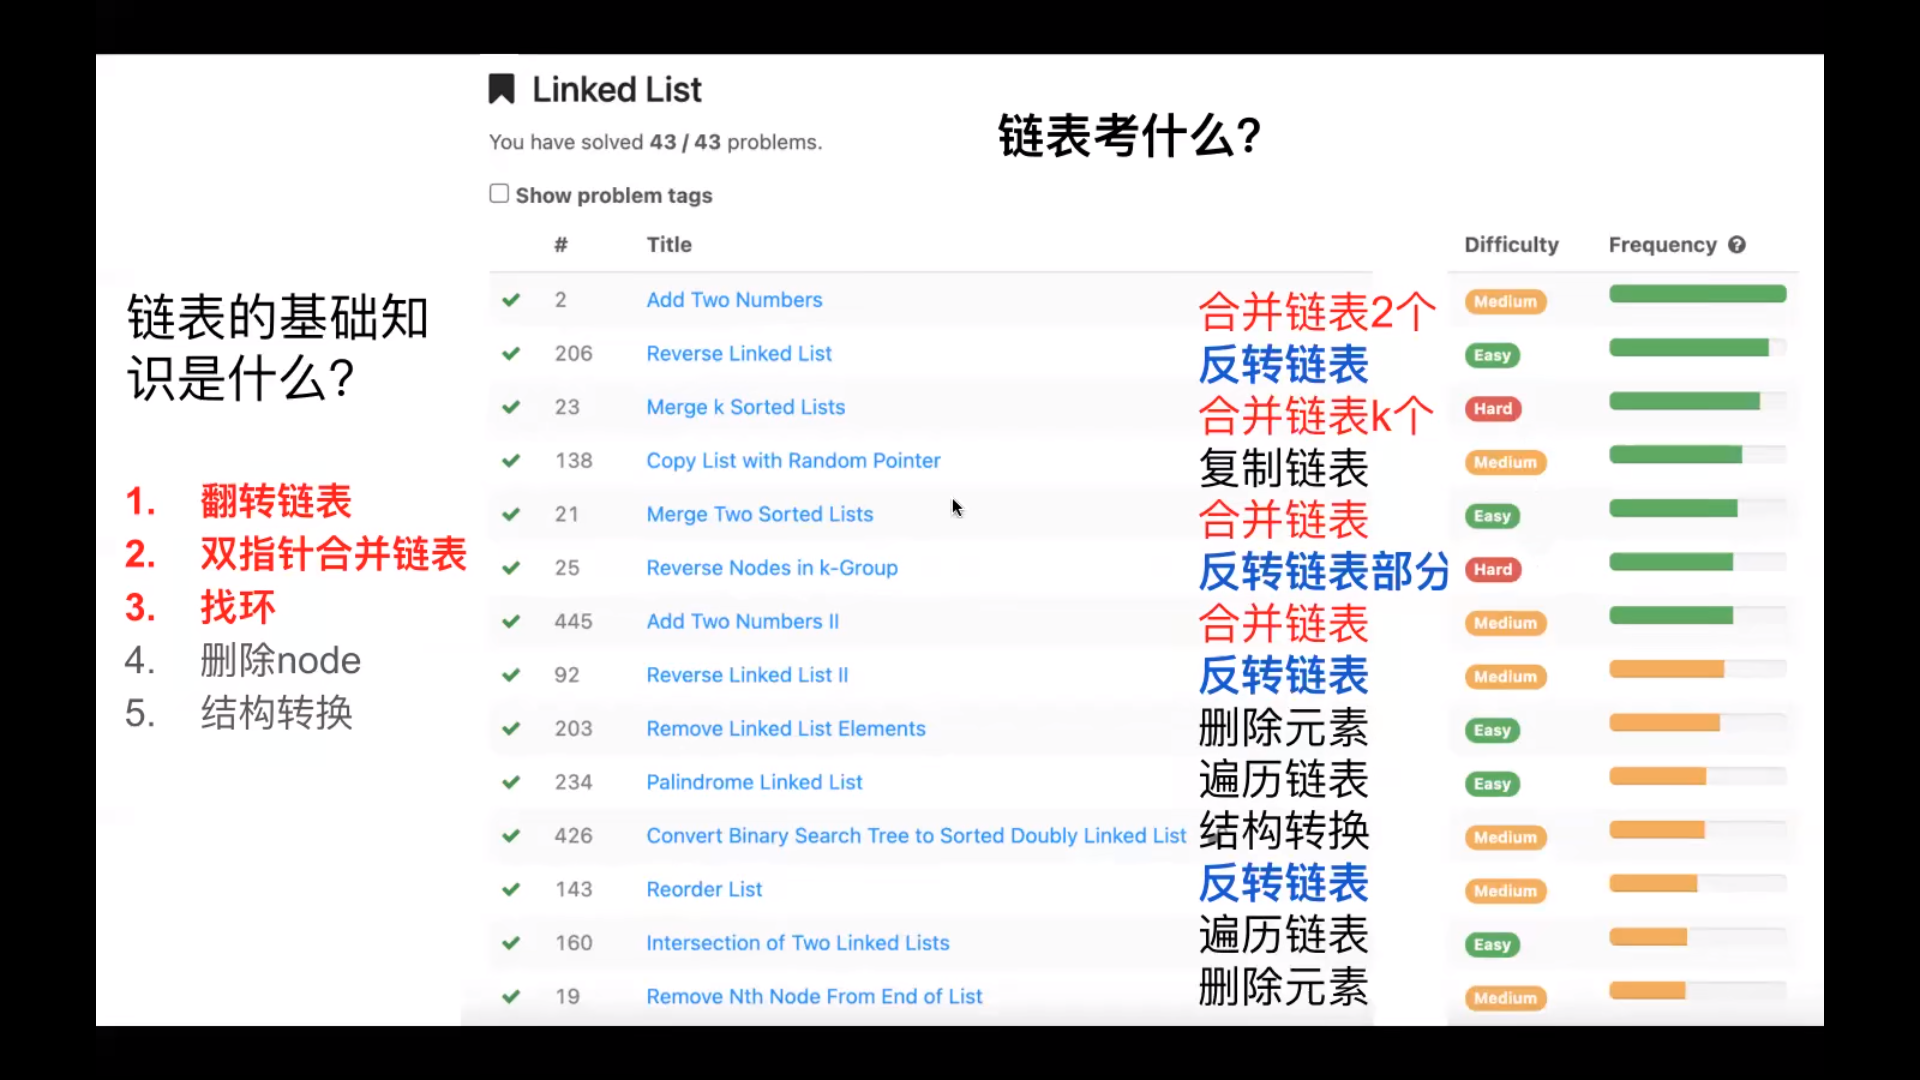 Linked List
链表考什么?
You have solved 43 / 43 problems.
Show problem tags
# Title Difficulty Frequency
链表的基础知
识是什么?
1. 翻转链表
2. 双指针合并链表
3. 找环
4. 删除node
5. 结构转换
2 Add Two Numbers 合并链表2个 Medium
206 Reverse Linked List 反转链表 Easy
23 Merge k Sorted Lists 合并链表k个 Hard
138 Copy List with Random Pointer 复制链表 Medium
21 Merge Two Sorted Lists 合并链表 Easy
25 Reverse Nodes in k-Group 反转链表部分 Hard
445 Add Two Numbers II 合并链表 Medium
92 Reverse Linked List II 反转链表 Medium
203 Remove Linked List Elements 删除元素 Easy
234 Palindrome Linked List 遍历链表 Easy
426 Convert Binary Search Tree to Sorted Doubly Linked List 结构转换 Medium
143 Reorder List 反转链表 Medium
160 Intersection of Two Linked Lists 遍历链表 Easy
19 Remove Nth Node From End of List 删除元素 Medium